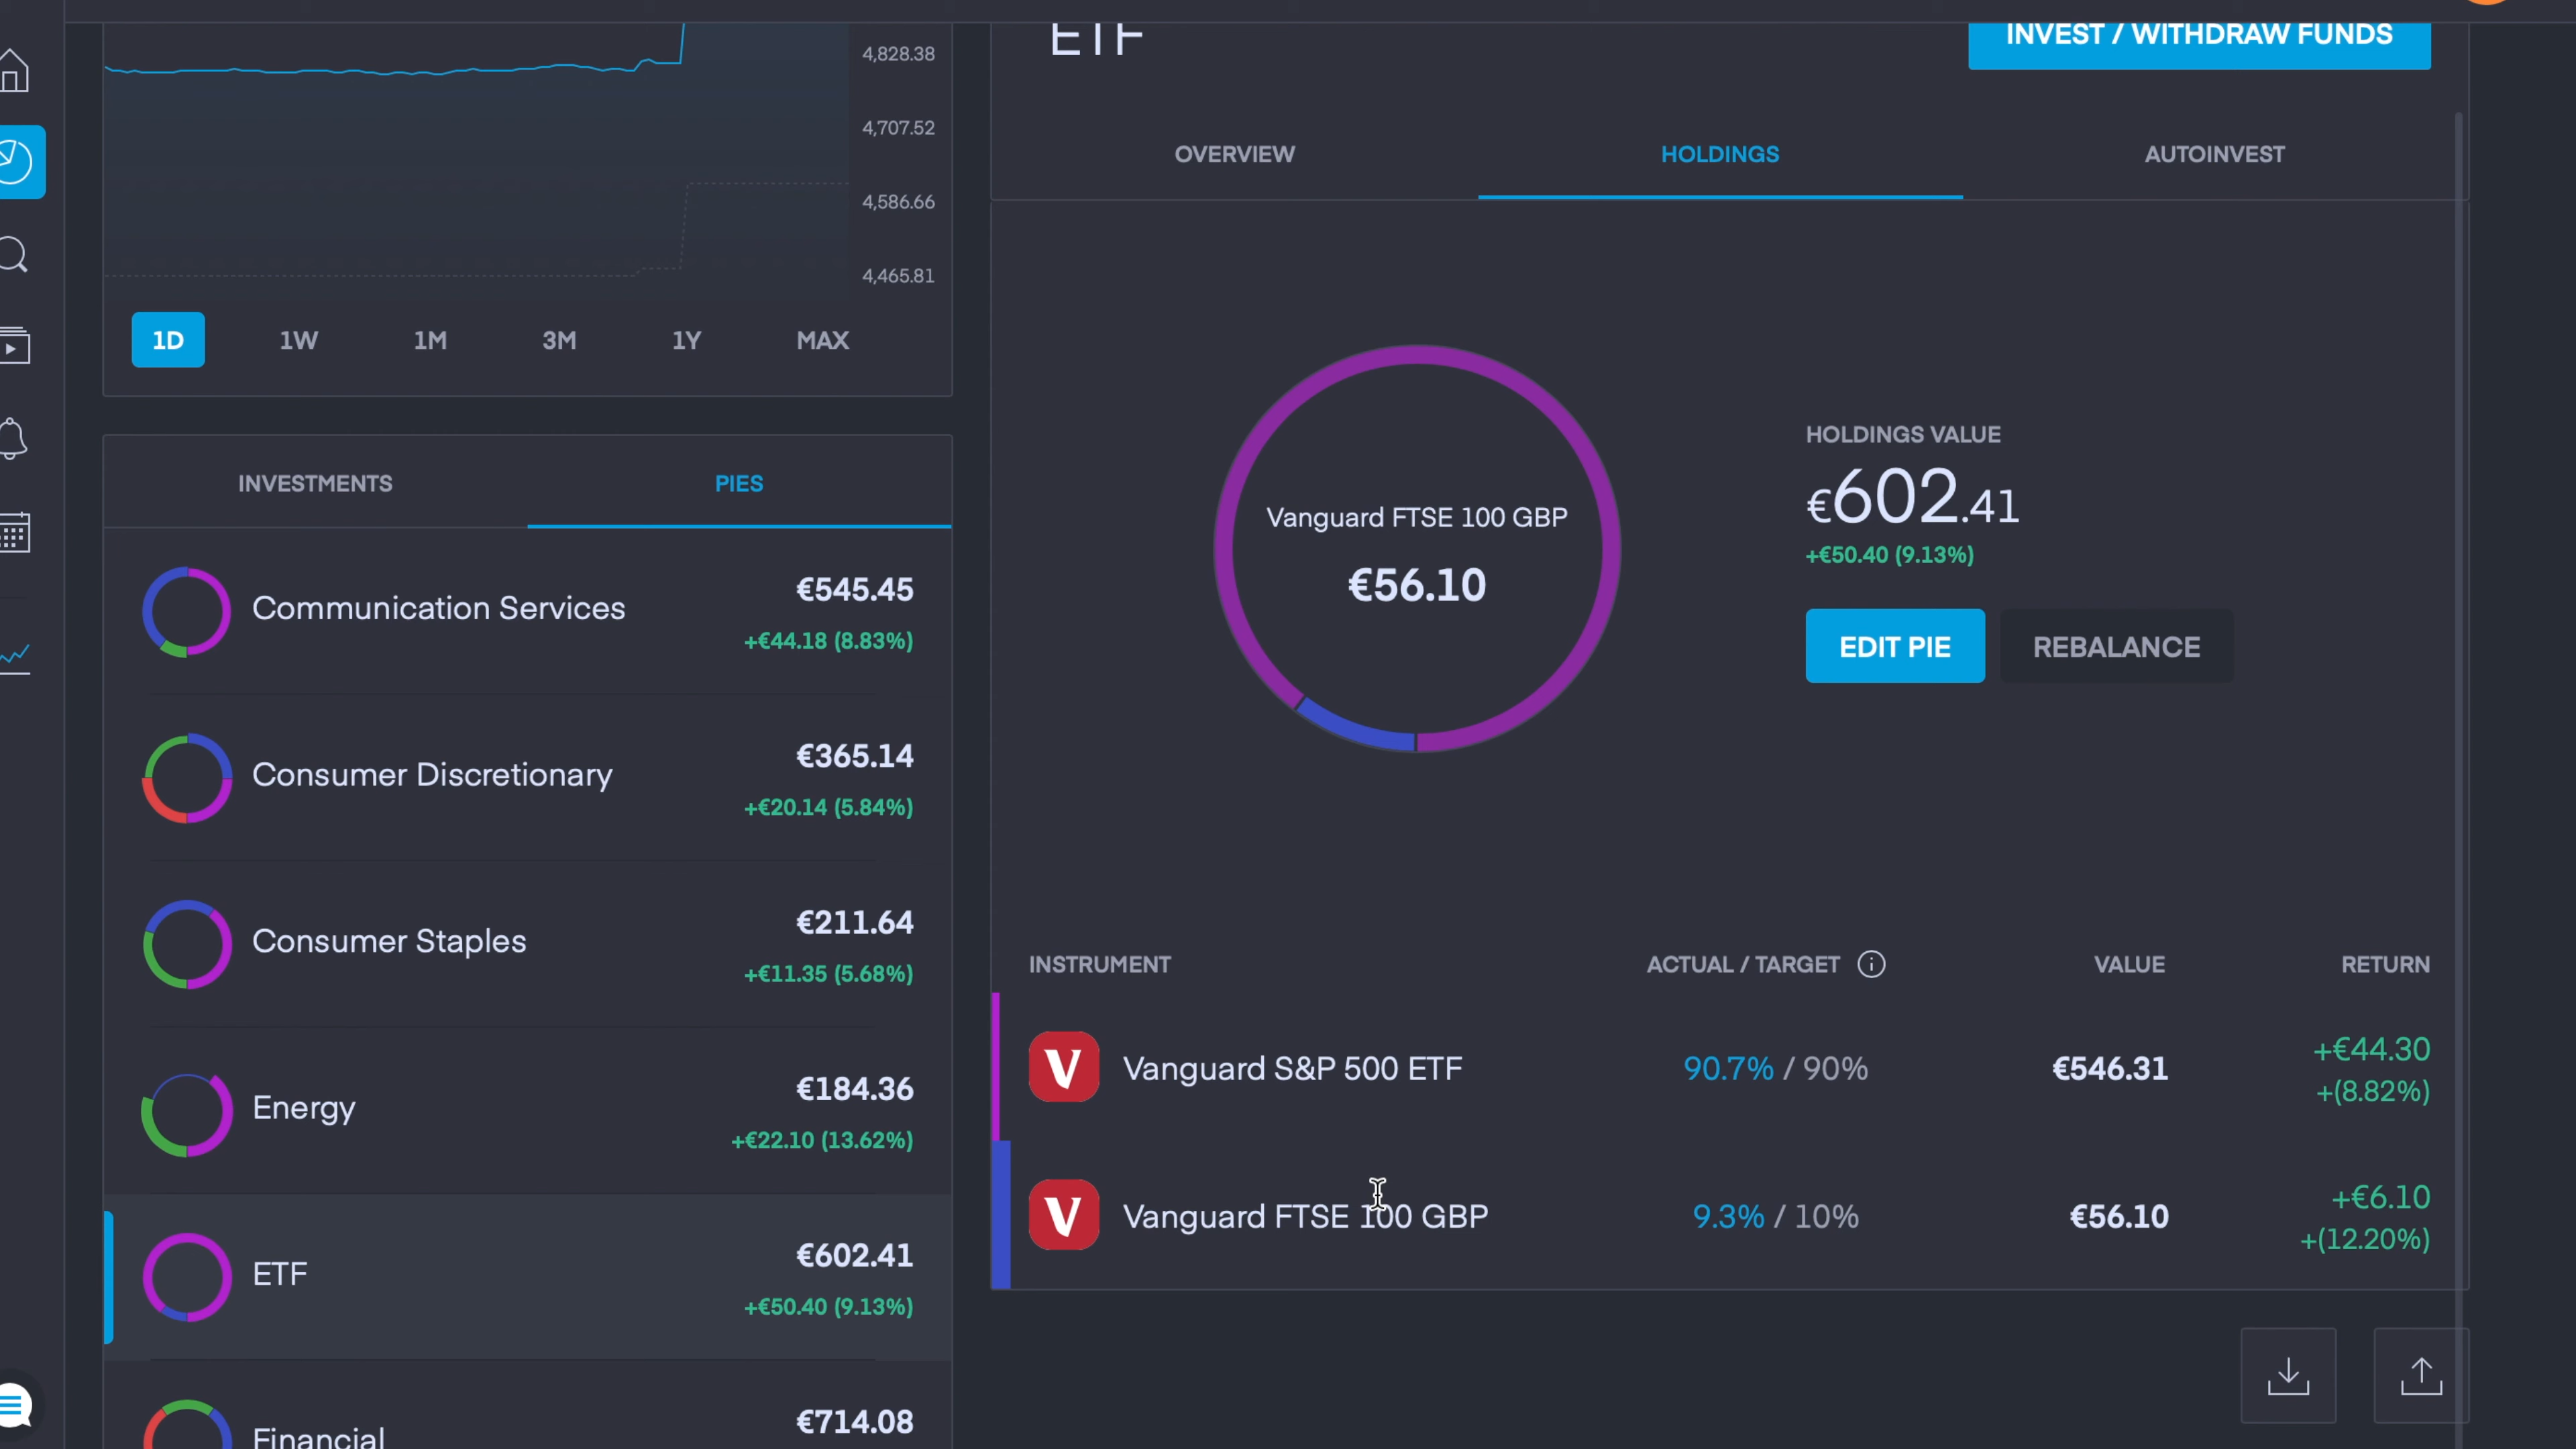 4,828.38
4,707.52
4,586.66
4,465.81
1D 1W 1M 3M 1Y MAX
INVESTMENTS PIES
Communication Services €545.45
+€44.18 (8.83%)
Consumer Discretionary €365.14
+€20.14 (5.84%)
Consumer Staples €211.64
+€11.35 (5.68%)
Energy €184.36
+€22.10 (13.62%)
ETF €602.41
+€50.40 (9.13%)
Financial €714.08
ETF
INVEST / WITHDRAW FUNDS
OVERVIEW HOLDINGS AUTOINVEST
Vanguard FTSE 100 GBP
€56.10
HOLDINGS VALUE
€602.41
+€50.40 (9.13%)
EDIT PIE REBALANCE
INSTRUMENT ACTUAL / TARGET i VALUE RETURN
V Vanguard S&P 500 ETF 90.7% / 90% €546.31 +€44.30
+(8.82%)
V Vanguard FTSE 100 GBP 9.3% / 10% €56.10 +€6.10
+(12.20%)